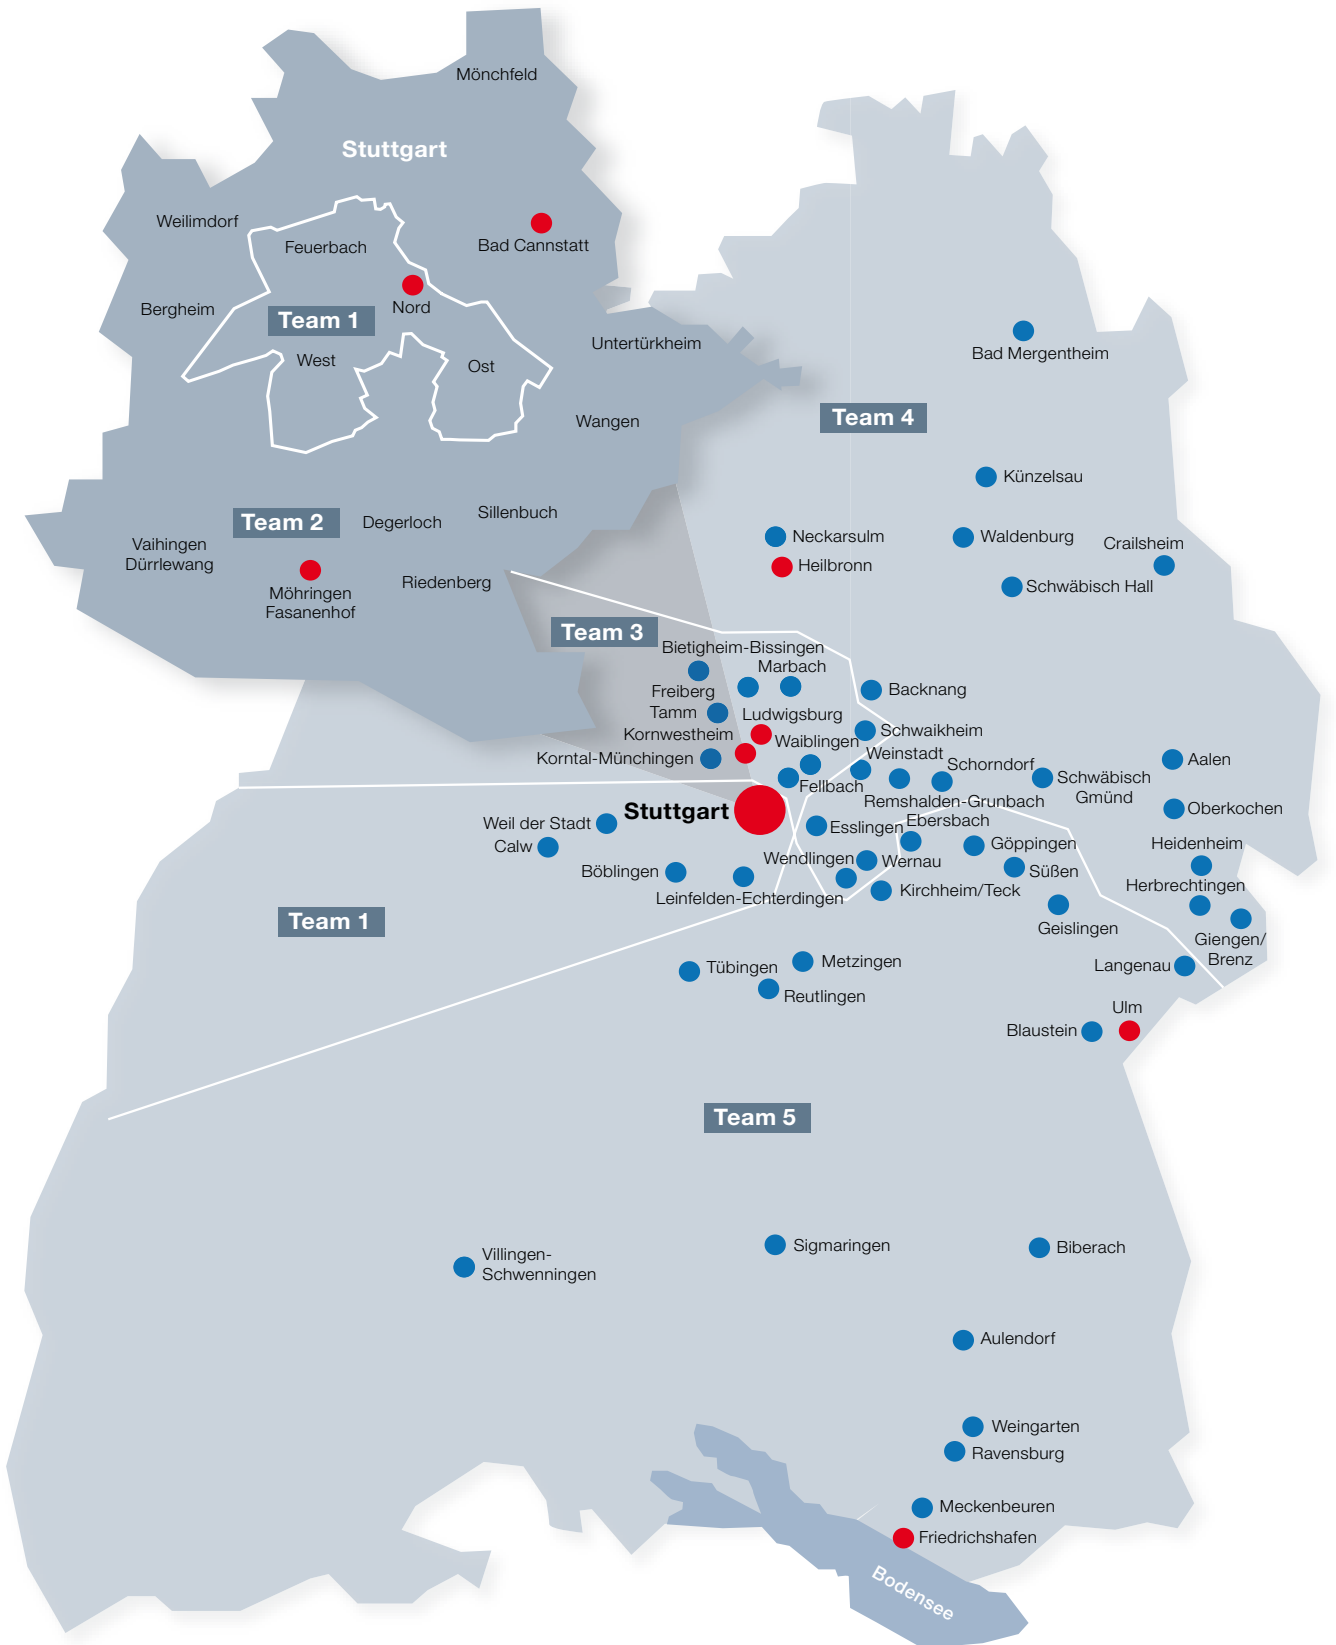 Mönchfeld
Stuttgart
Weilimdorf
Feuerbach
Bad Cannstatt
Bergheim
Team 1
Nord
West
Ost
Untertürkheim
Wangen
Team 2
Degerloch
Sillenbuch
Vaihingen
Dürrlewang
Möhringen
Fasanenhof
Riedenberg
Bad Mergentheim
Team 4
Künzelsau
Neckarsulm
Waldenburg
Crailsheim
Heilbronn
Schwäbisch Hall
Team 3
Bietigheim-Bissingen
Marbach
Freiberg
Backnang
Tamm
Ludwigsburg
Kornwestheim
Schwaikheim
Waiblingen
Korntal-Münchingen
Weinstadt
Schorndorf
Aalen
Fellbach
Schwäbisch
Gmünd
Remshalden-Grunbach
Stuttgart
Oberkochen
Weil der Stadt
Esslingen
Ebersbach
Calw
Göppingen
Heidenheim
Wendlingen
Wernau
Böblingen
Süßen
Herbrechtingen
Leinfelden-Echterdingen
Kirchheim/Teck
Team 1
Geislingen
Giengen/
Brenz
Tübingen
Metzingen
Langenau
Reutlingen
Ulm
Blaustein
Team 5
Villingen-
Schwenningen
Sigmaringen
Biberach
Aulendorf
Weingarten
Ravensburg
Meckenbeuren
Friedrichshafen
Bodensee